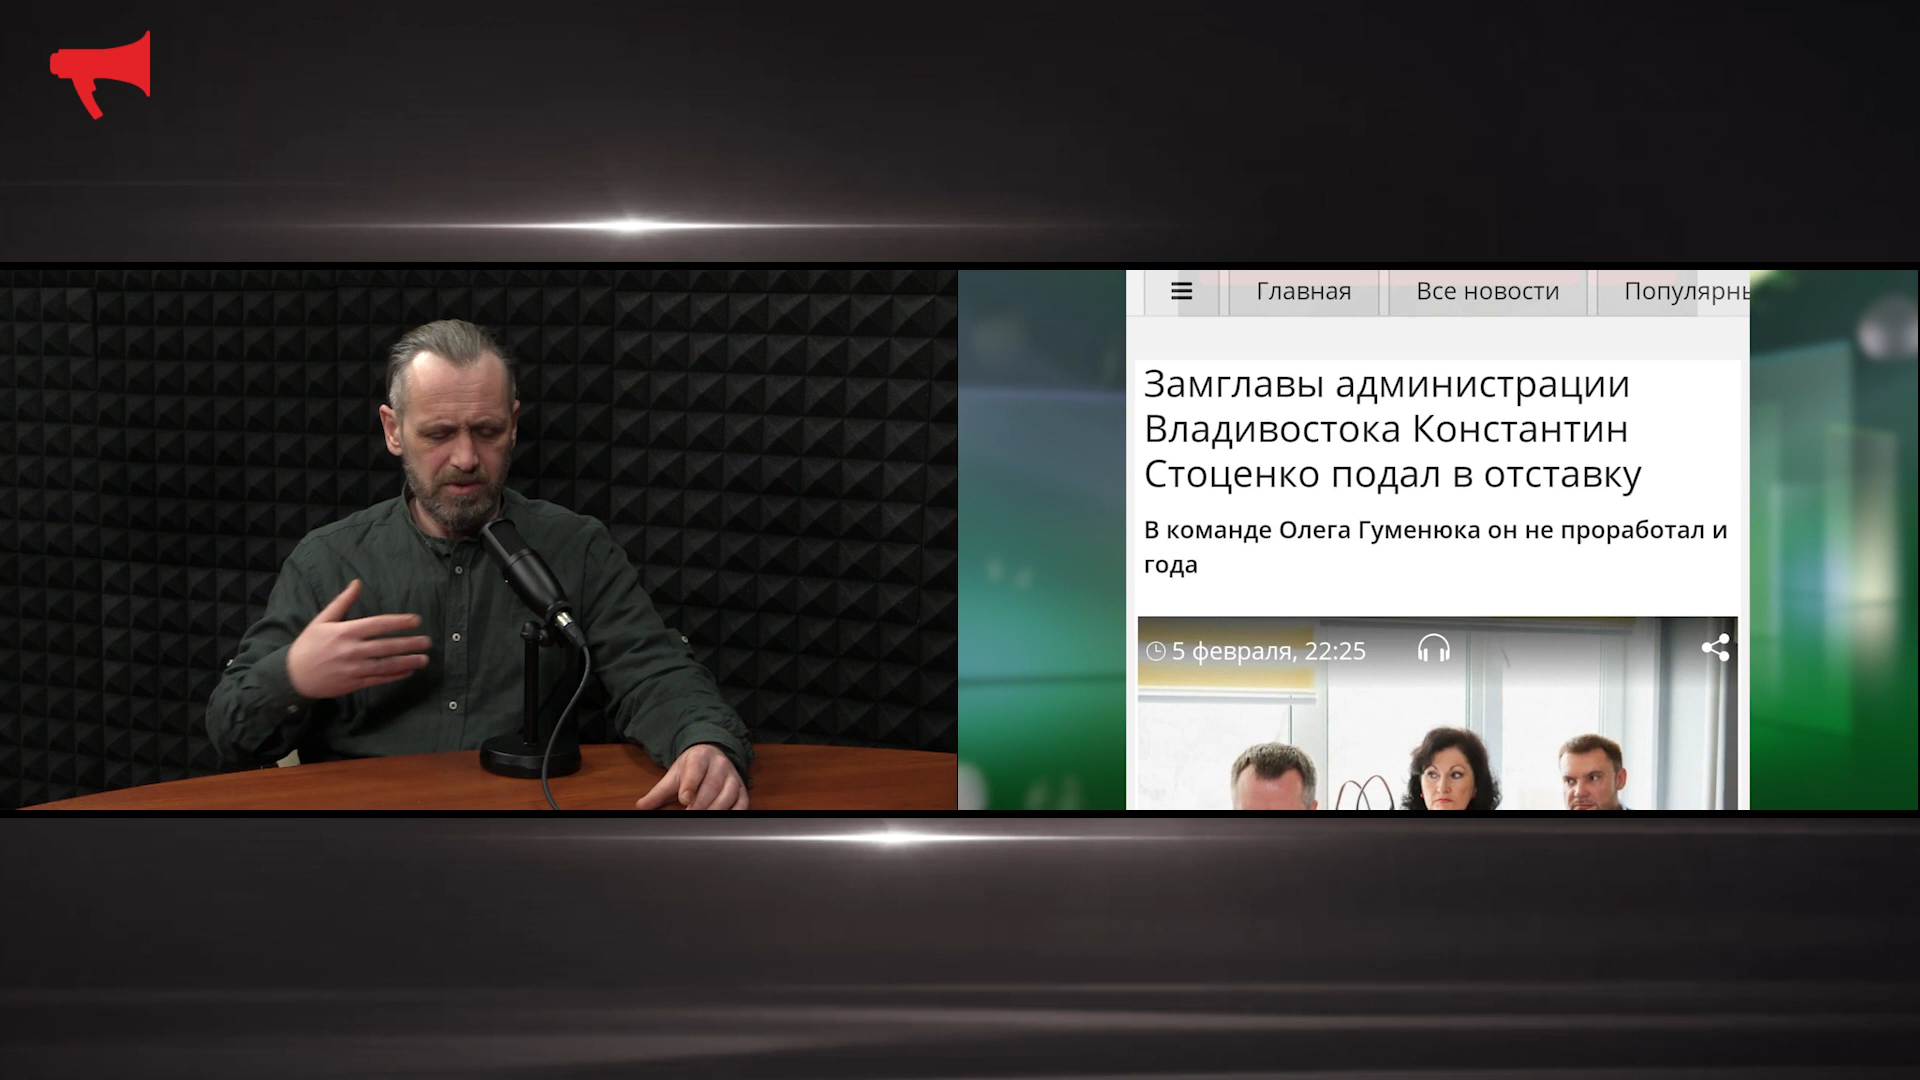 Главная Все новости Популярны
Замглавы администрации
Владивостока Константин
Стоценко подал в отставку
В команде Олега Гуменюка он не проработал и
года
5 февраля, 22:25